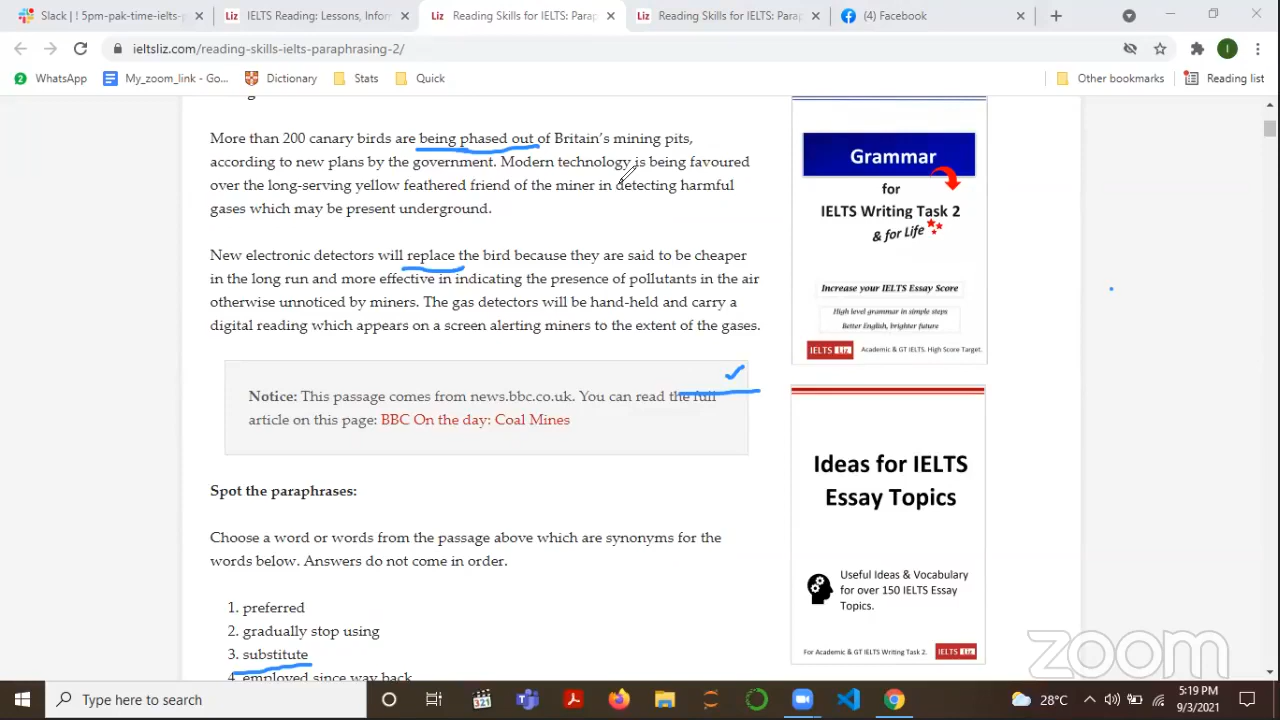 Slack | ! 5pm-pak-time-ielts-p
IELTS Reading: Lessons, Inform
Reading Skills for IELTS: Parap
Reading Skills for IELTS: Parap
(4) Facebook
ieltsliz.com/reading-skills-ielts-paraphrasing-2/
I
WhatsApp
My_zoom_link - Go...
Dictionary
Stats
Quick
Other bookmarks
Reading list
More than 200 canary birds are being phased out of Britain's mining pits,
according to new plans by the government. Modern technology is being favoured
over the long-serving yellow feathered friend of the miner in detecting harmful
gases which may be present underground.
New electronic detectors will replace the bird because they are said to be cheaper
in the long run and more effective in indicating the presence of pollutants in the air
otherwise unnoticed by miners. The gas detectors will be hand-held and carry a
digital reading which appears on a screen alerting miners to the extent of the gases.
Notice: This passage comes from news.bbc.co.uk. You can read the full
article on this page: BBC On the day: Coal Mines
Spot the paraphrases:
Choose a word or words from the passage above which are synonyms for the
words below. Answers do not come in order.
1. preferred
2. gradually stop using
3. substitute
4. employed since way back
Grammar
for
IELTS Writing Task 2
& for Life
Increase your IELTS Essay Score
High level grammar in simple steps
Better English, brighter future
IELTS Liz
Academic & GT IELTS. High Score Target.
Ideas for IELTS
Essay Topics
Useful Ideas & Vocabulary
for over 150 IELTS Essay
Topics.
For Academic & GT IELTS Writing Task 2.
IELTS Liz
zoom
Type here to search
321
28°C
5:19 PM
9/3/2021